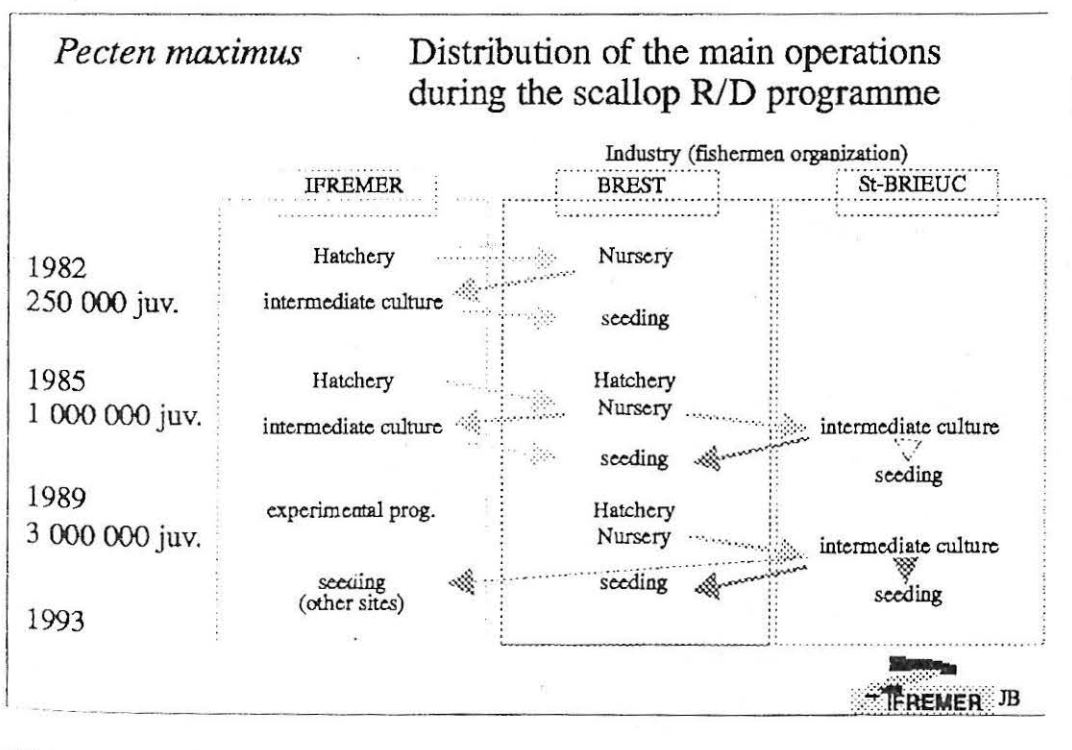 Pecten maximus
Distribution of the main operations
during the scallop R/D programme
Industry (fishermen organization)
IFREMER BREST St-BRIEUC
1982
250 000 juv.
Hatchery Nursery
intermediate culture
seeding
1985
1 000 000 juv.
Hatchery Hatchery
Nursery
intermediate culture intermediate culture
seeding seeding
1989
3 000 000 juv.
experimental prog. Hatchery
Nursery
intermediate culture
seeding seeding seeding
(other sites)
1993
IFREMER JB